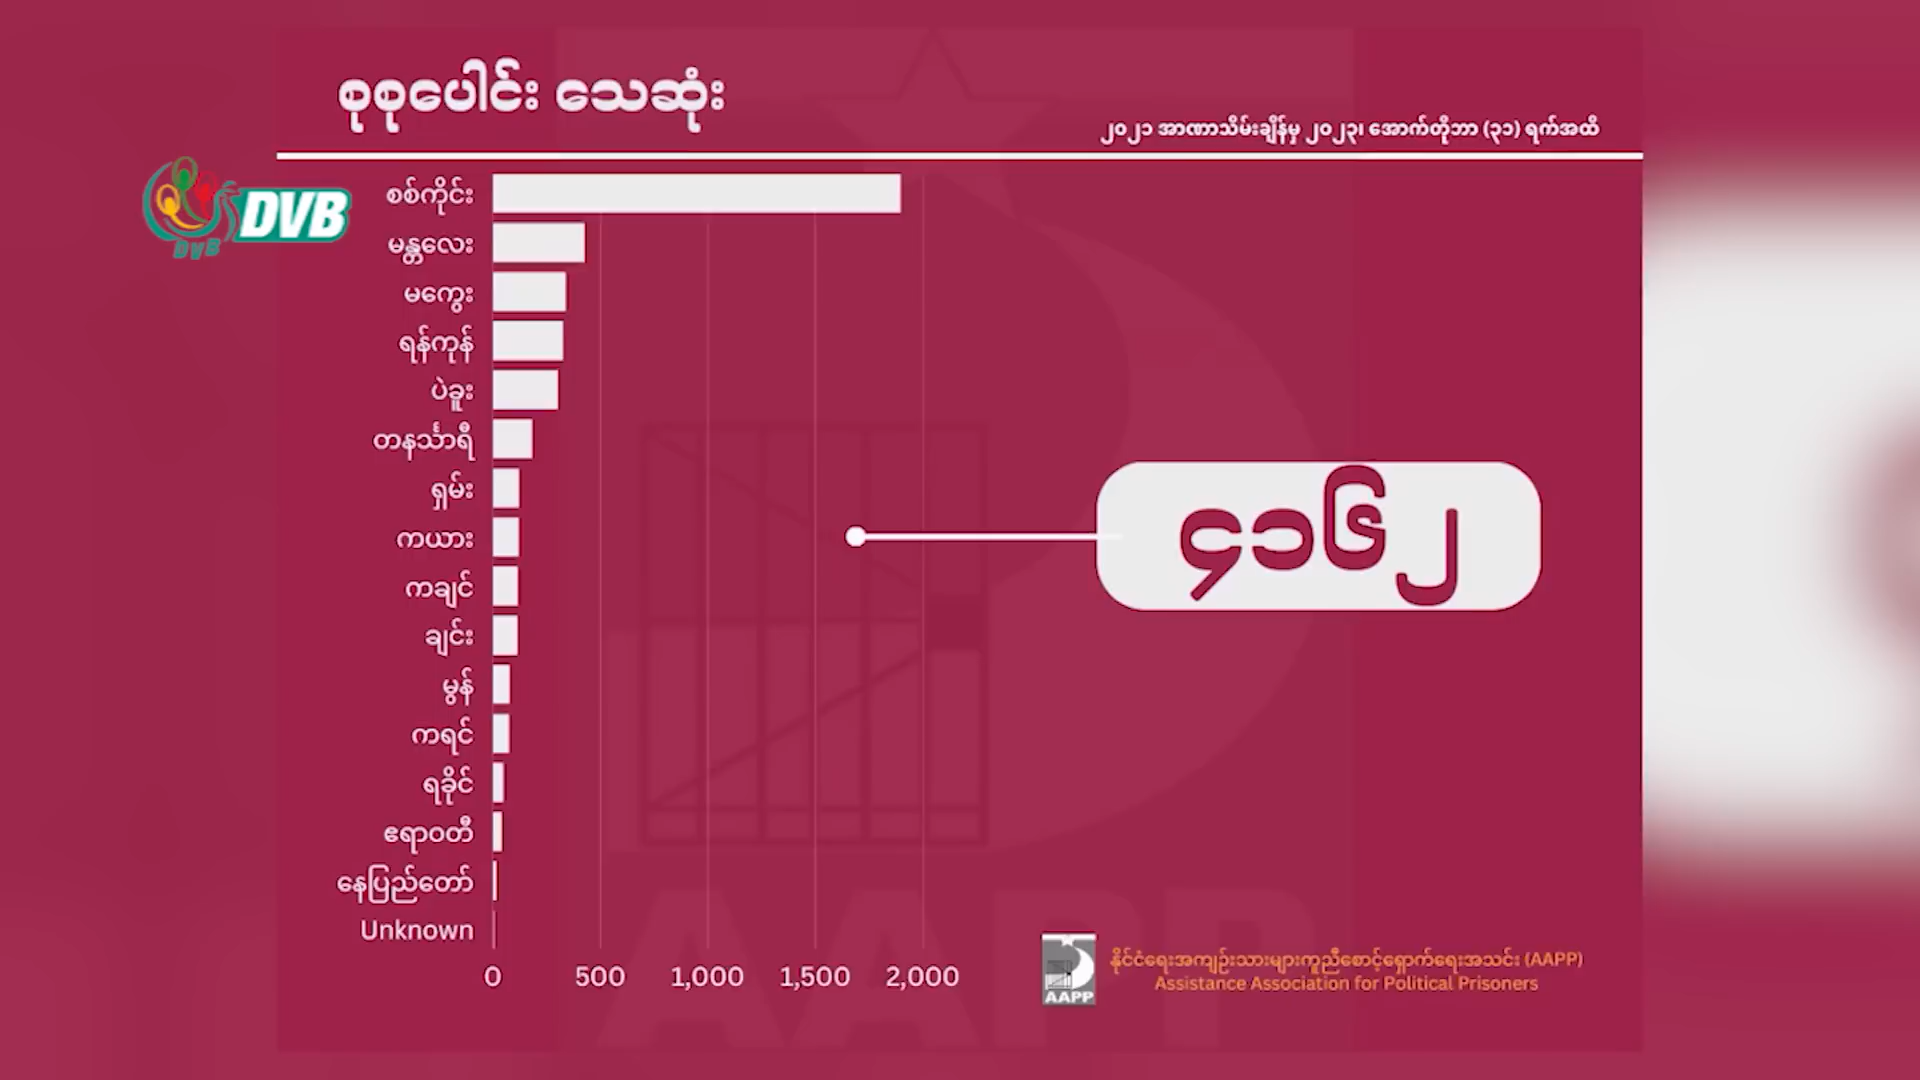 စုစုပေါင်း သေဆုံး
၂၀၂၁ အာဏာသိမ်းချိန်မှ ၂၀၂၃၊ အောက်တိုဘာ (၃၁) ရက်အထိ
DVB
DVB
စစ်ကိုင်း
မန္တလေး
မကွေး
ရန်ကုန်
ပဲခူး
တနင်္သာရီ
ရှမ်း
ကယား
ကချင်
ချင်း
မွန်
ကရင်
ရခိုင်
ဧရာဝတီ
နေပြည်တော်
Unknown
0 500 1,000 1,500 2,000
၄၁၆၂
AAPP
AAPP
နိုင်ငံရေးအကျဉ်းသားများကူညီစောင့်ရှောက်ရေးအသင်း (AAPP)
Assistance Association for Political Prisoners